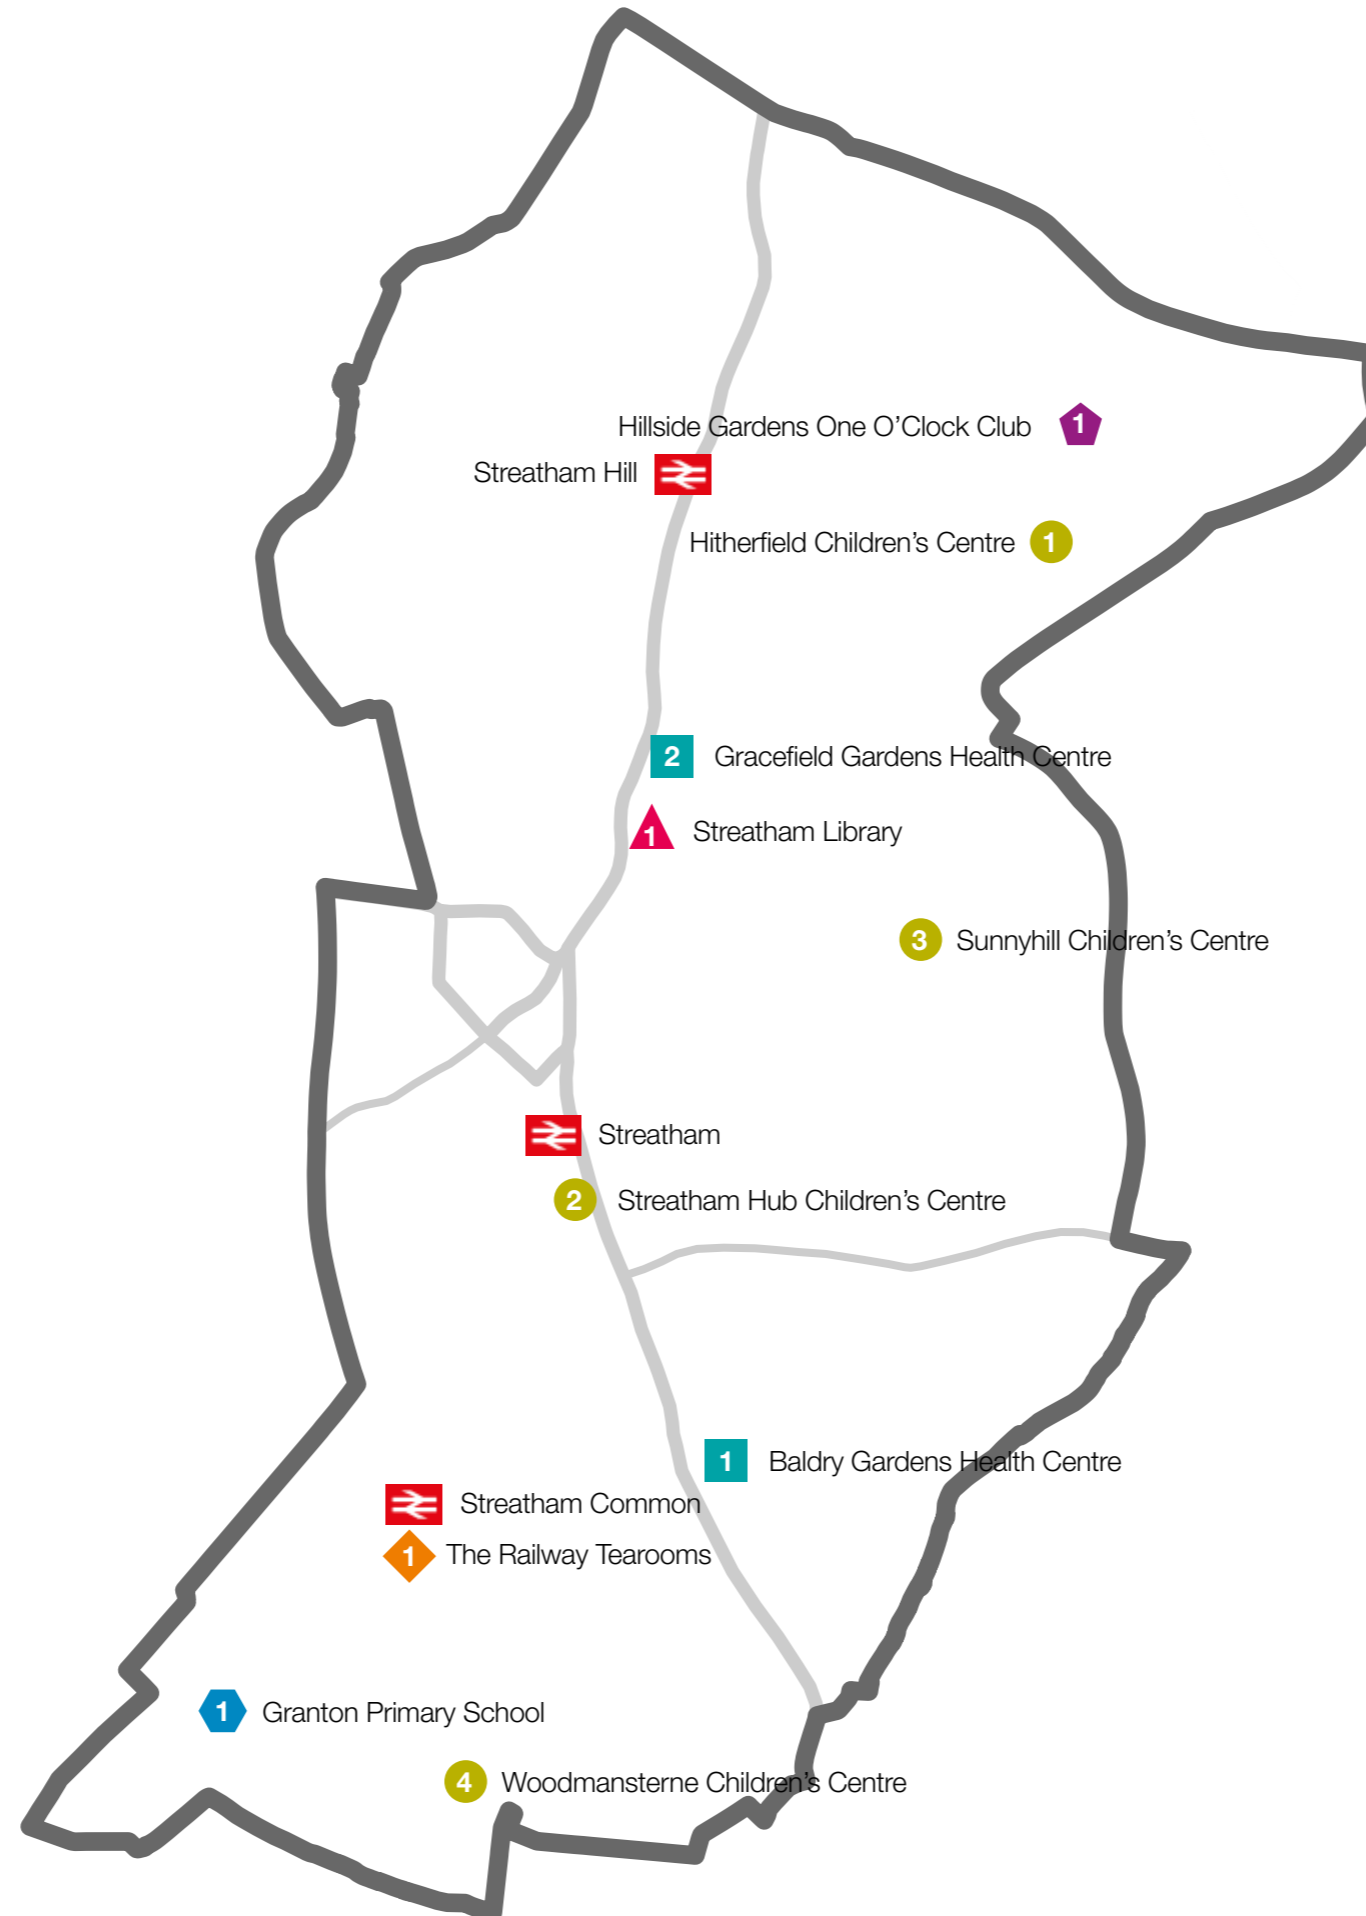 Hillside Gardens One O’Clock Club 1
Streatham Hill
Hitherfield Children’s Centre 1
2 Gracefield Gardens Health Centre
1 Streatham Library
3 Sunnyhill Children’s Centre
Streatham
2 Streatham Hub Children’s Centre
1 Baldry Gardens Health Centre
Streatham Common
1 The Railway Tearooms
1 Granton Primary School
4 Woodmansterne Children’s Centre